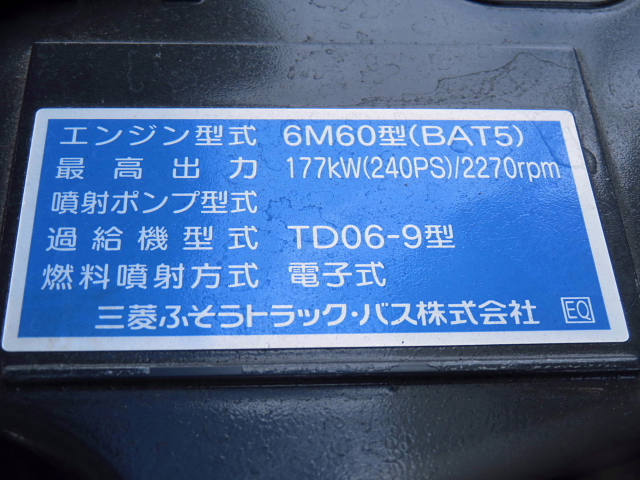 エンジン型式 6M60型(BAT5)
最高出力 177kW(240PS)/2270rpm
噴射ポンプ型式
過給機型式 TD06-9型
燃料噴射方式 電子式
三菱ふそうトラック・バス株式会社 EQ